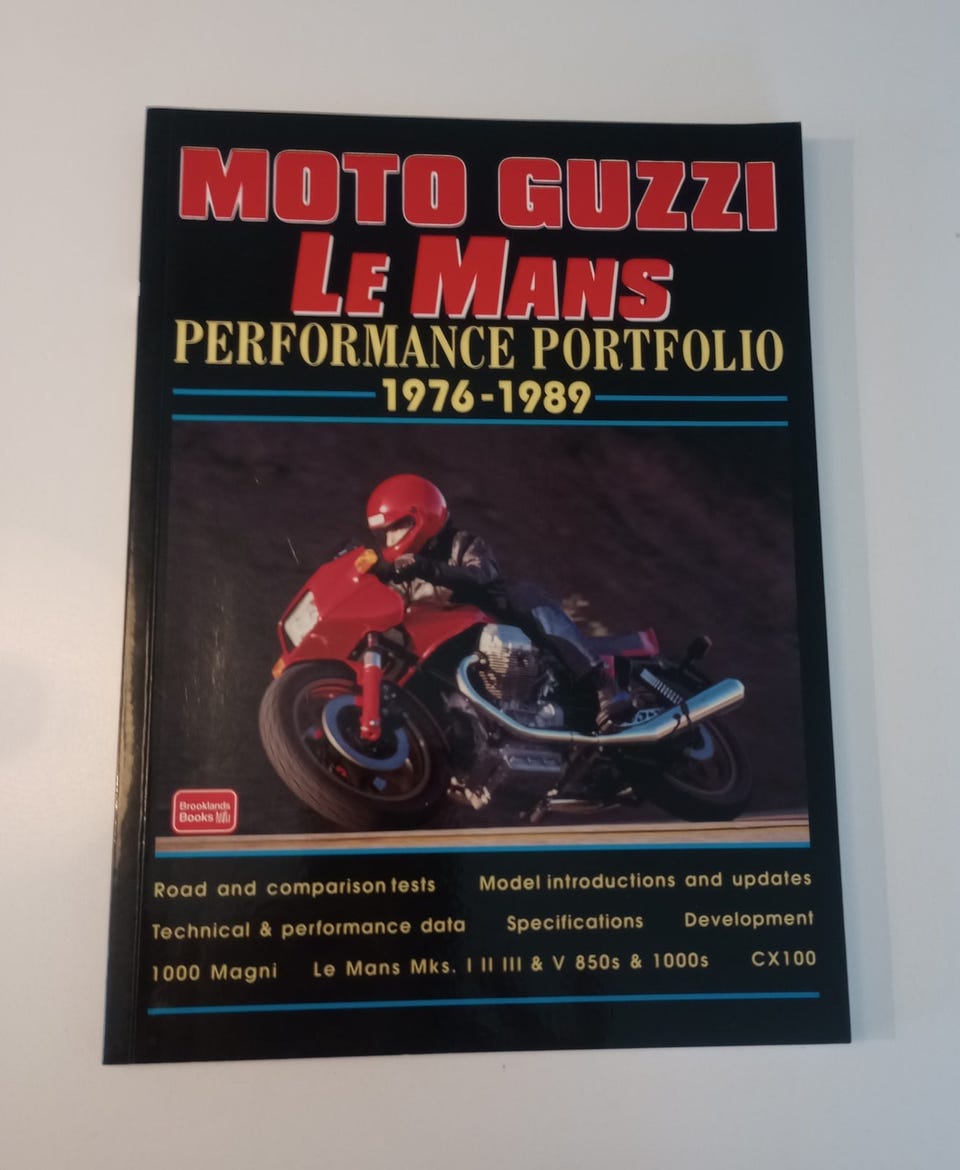 MOTO GUZZI
LE MANS
PERFORMANCE PORTFOLIO
1976-1989
Brooklands
Books
Road and comparison tests Model introductions and updates
Technical & performance data Specifications Development
1000 Magni Le Mans Mks. I II III & V 850s & 1000s CX100